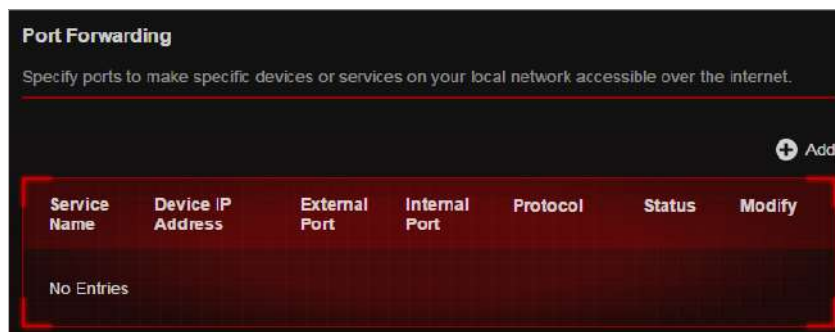 Port Forwarding
Specify ports to make specific devices or services on your local network accessible over the internet.
Add
Service Name Device IP Address External Port Internal Port Protocol Status Modify
No Entries